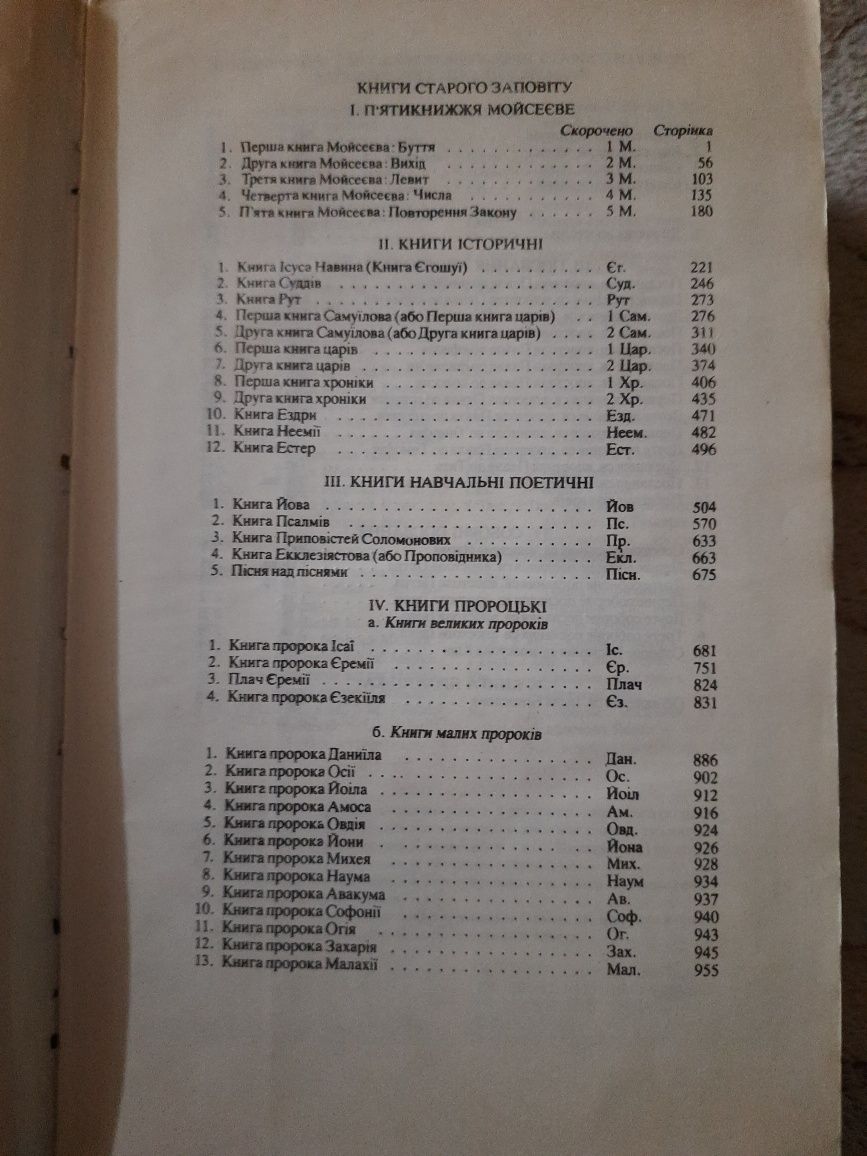 КНИГИ СТАРОГО ЗАПОВІТУ
I. П'ЯТИКНИЖЖЯ МОЙСЕЄВЕ
Скорочено Сторінка
1. Перша книга Мойсеєва: Буття . . . . . . . . . . . . 1 М. 1
2. Друга книга Мойсеєва: Вихід . . . . . . . . . . . 2 М. 56
3. Третя книга Мойсеєва: Левит . . . . . . . . . . . . 3 М. 103
4. Четверта книга Мойсеєва: Числа . . . . . . . . . . 4 М. 135
5. П'ята книга Мойсеєва: Повторення Закону . . . . . . 5 М. 180
II. КНИГИ ІСТОРИЧНІ
1. Книга Ісуса Навина (Книга Єгошуї) . . . . . . . . . Єг. 221
2. Книга Суддів . . . . . . . . . . . . . . . . . . Суд. 246
3. Книга Рут . . . . . . . . . . . . . . . . . . . Рут 273
4. Перша книга Самуїлова (або Перша книга царів) . . 1 Сам. 276
5. Друга книга Самуїлова (або Друга книга царів) . . . . 2 Сам. 311
6. Перша книга царів . . . . . . . . . . . . . . . . 1 Цар. 340
7. Друга книга царів . . . . . . . . . . . . . . . . 2 Цар. 374
8. Перша книга хроніки . . . . . . . . . . . . . . . 1 Хр. 406
9. Друга книга хроніки . . . . . . . . . . . . . . . 2 Хр. 435
10. Книга Ездри . . . . . . . . . . . . . . . . . Езд. 471
11. Книга Неемії . . . . . . . . . . . . . . . . . Неем. 482
12. Книга Естер . . . . . . . . . . . . . . . . . Ест. 496
III. КНИГИ НАВЧАЛЬНІ ПОЕТИЧНІ
1. Книга Йова . . . . . . . . . . . . . . . . . . Йов 504
2. Книга Псалмів . . . . . . . . . . . . . . . . . Пс. 570
3. Книга Приповістей Соломонових . . . . . . . . . . Пр. 633
4. Книга Екклезіястова (або Проповідника) . . . . . . . Екл. 663
5. Пісня над піснями . . . . . . . . . . . . . . . . Пісн. 675
IV. КНИГИ ПРОРОЦЬКІ
а. Книги великих пророків
1. Книга пророка Ісаї . . . . . . . . . . . . . . . Іс. 681
2. Книга пророка Єремії . . . . . . . . . . . . . . Єр. 751
3. Плач Єремії . . . . . . . . . . . . . . . . . . . Плач 824
4. Книга пророка Єзекіїля . . . . . . . . . . . . . . Єз. 831
б. Книги малих пророків
1. Книга пророка Даниїла . . . . . . . . . . . . . Дан. 886
2. Книга пророка Осії . . . . . . . . . . . . . . . Ос. 902
3. Книга пророка Йоіла . . . . . . . . . . . . . . . Йоіл 912
4. Книга пророка Амоса . . . . . . . . . . . . . . Ам. 916
5. Книга пророка Овдія . . . . . . . . . . . . . . . Овд. 924
6. Книга пророка Йони . . . . . . . . . . . . . . Йона 926
7. Книга пророка Михея . . . . . . . . . . . . . . Мих. 928
8. Книга пророка Наума . . . . . . . . . . . . . . Наум 934
9. Книга пророка Авакума . . . . . . . . . . . . . . Ав. 937
10. Книга пророка Софонії . . . . . . . . . . . . . Соф. 940
11. Книга пророка Огія . . . . . . . . . . . . . . . Ог. 943
12. Книга пророка Захарія . . . . . . . . . . . . . . Зах. 945
13. Книга пророка Малахії . . . . . . . . . . . . . . Мал. 955